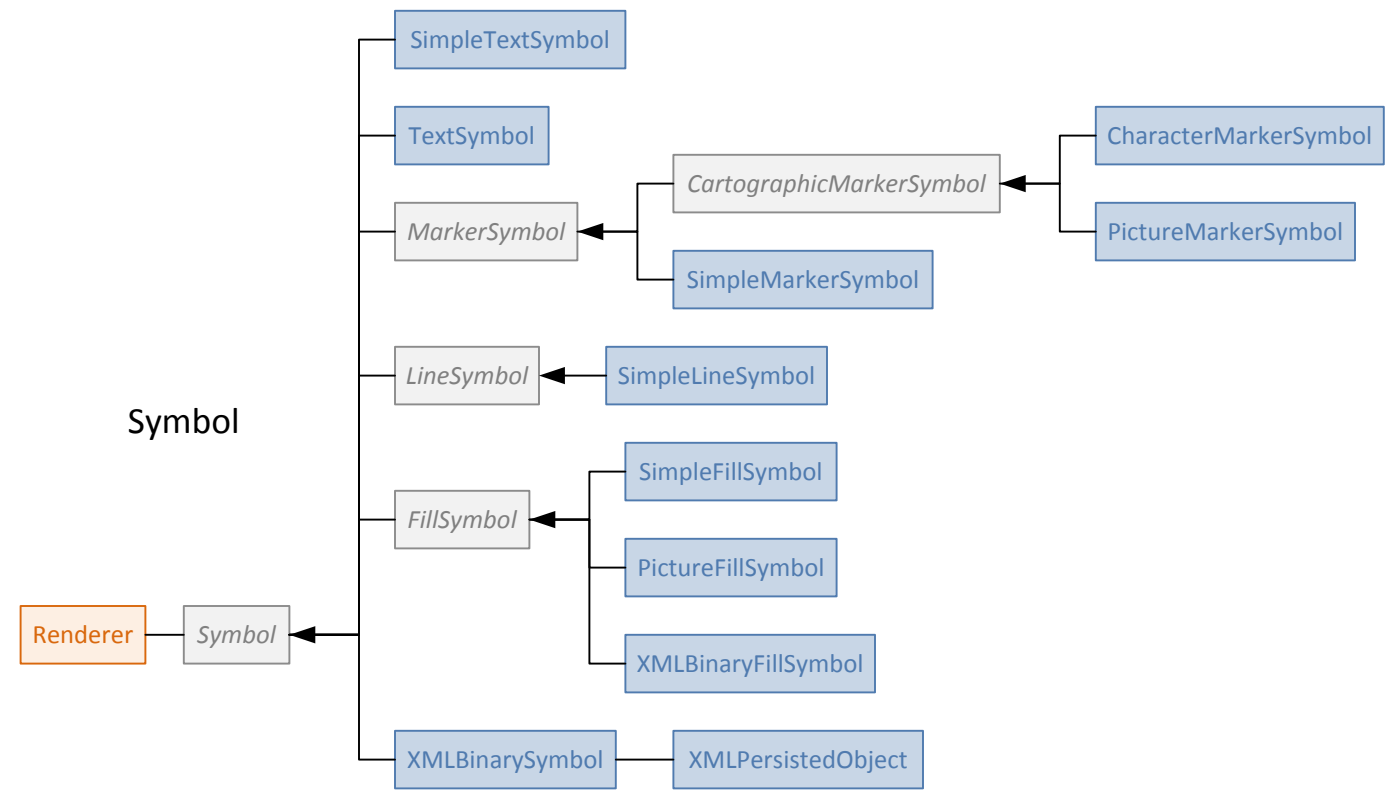 SimpleTextSymbol
TextSymbol
CharacterMarkerSymbol
CartographicMarkerSymbol
MarkerSymbol
PictureMarkerSymbol
SimpleMarkerSymbol
LineSymbol
SimpleLineSymbol
Symbol
SimpleFillSymbol
FillSymbol
PictureFillSymbol
Renderer
Symbol
XMLBinaryFillSymbol
XMLBinarySymbol
XMLPersistedObject